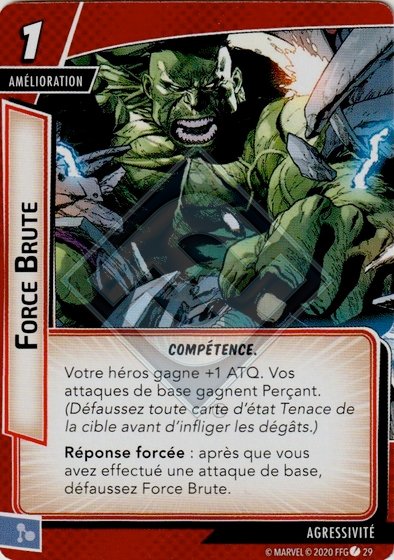 1
AMÉLIORATION
FORCE BRUTE
COMPÉTENCE.
Votre héros gagne +1 ATQ. Vos
attaques de base gagnent Perçant.
(Défaussez toute carte d’état Tenace de
la cible avant d’infliger les dégâts.)
Réponse forcée : après que vous
avez effectué une attaque de base,
défaussez Force Brute.
AGRESSIVITÉ
© MARVEL © 2020 FFG 29